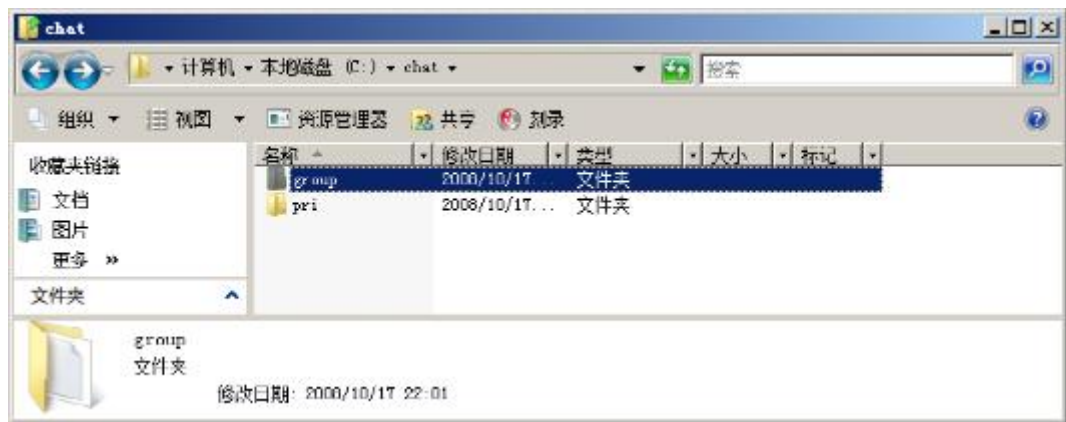 chat
计算机 本地磁盘 (C:) chat
搜索
组织 视图 资源管理器 共享 刻录
收藏夹链接
文档
图片
更多 »
文件夹
名称 修改日期 类型 大小 标记
group 2008/10/17... 文件夹
pri 2008/10/17... 文件夹
group
文件夹
修改日期: 2008/10/17 22:01